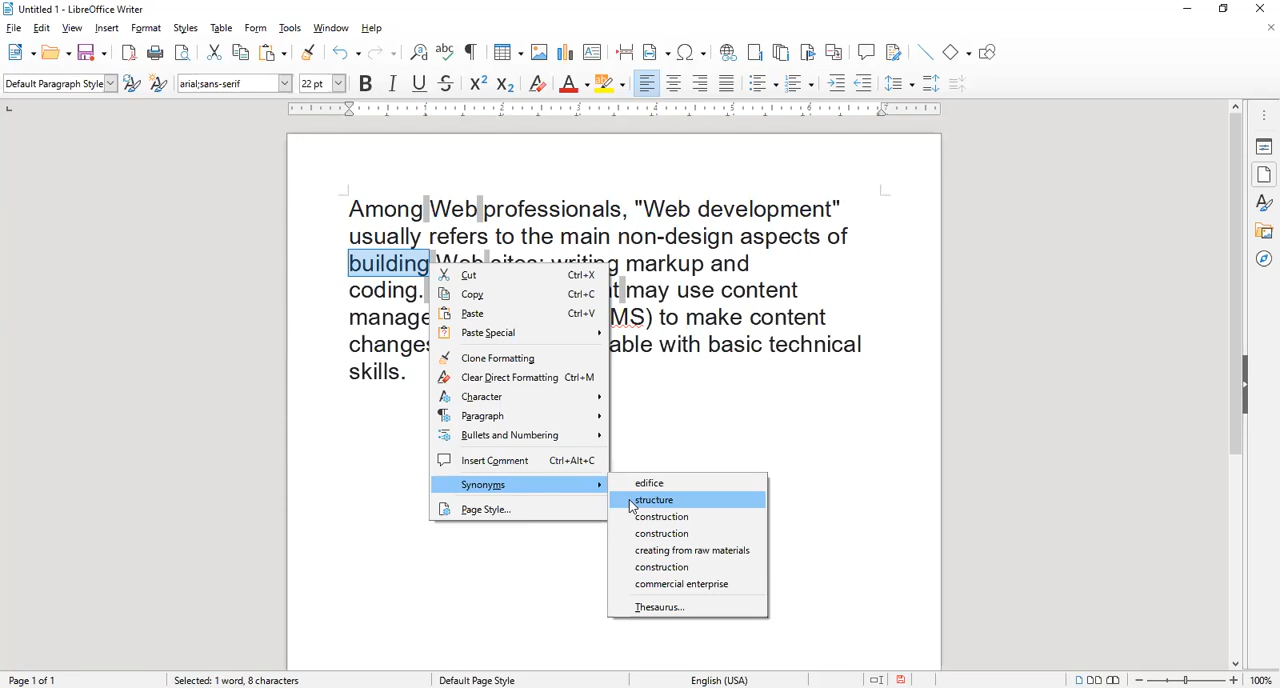 Untitled 1 - LibreOffice Writer
File Edit View Insert Format Styles Table Form Tools Window Help
Default Paragraph Style arial;sans-serif 22 pt
Among Web professionals, "Web development"
usually refers to the main non-design aspects of
building Web sites: writing markup and
coding. may use content
manage MS) to make content
changes able with basic technical
skills.
Cut Ctrl+X
Copy Ctrl+C
Paste Ctrl+V
Paste Special
Clone Formatting
Clear Direct Formatting Ctrl+M
Character
Paragraph
Bullets and Numbering
Insert Comment Ctrl+Alt+C
Synonyms
Page Style...
edifice
structure
construction
construction
creating from raw materials
construction
commercial enterprise
Thesaurus...
Page 1 of 1 Selected: 1 word, 8 characters Default Page Style English (USA) 100%